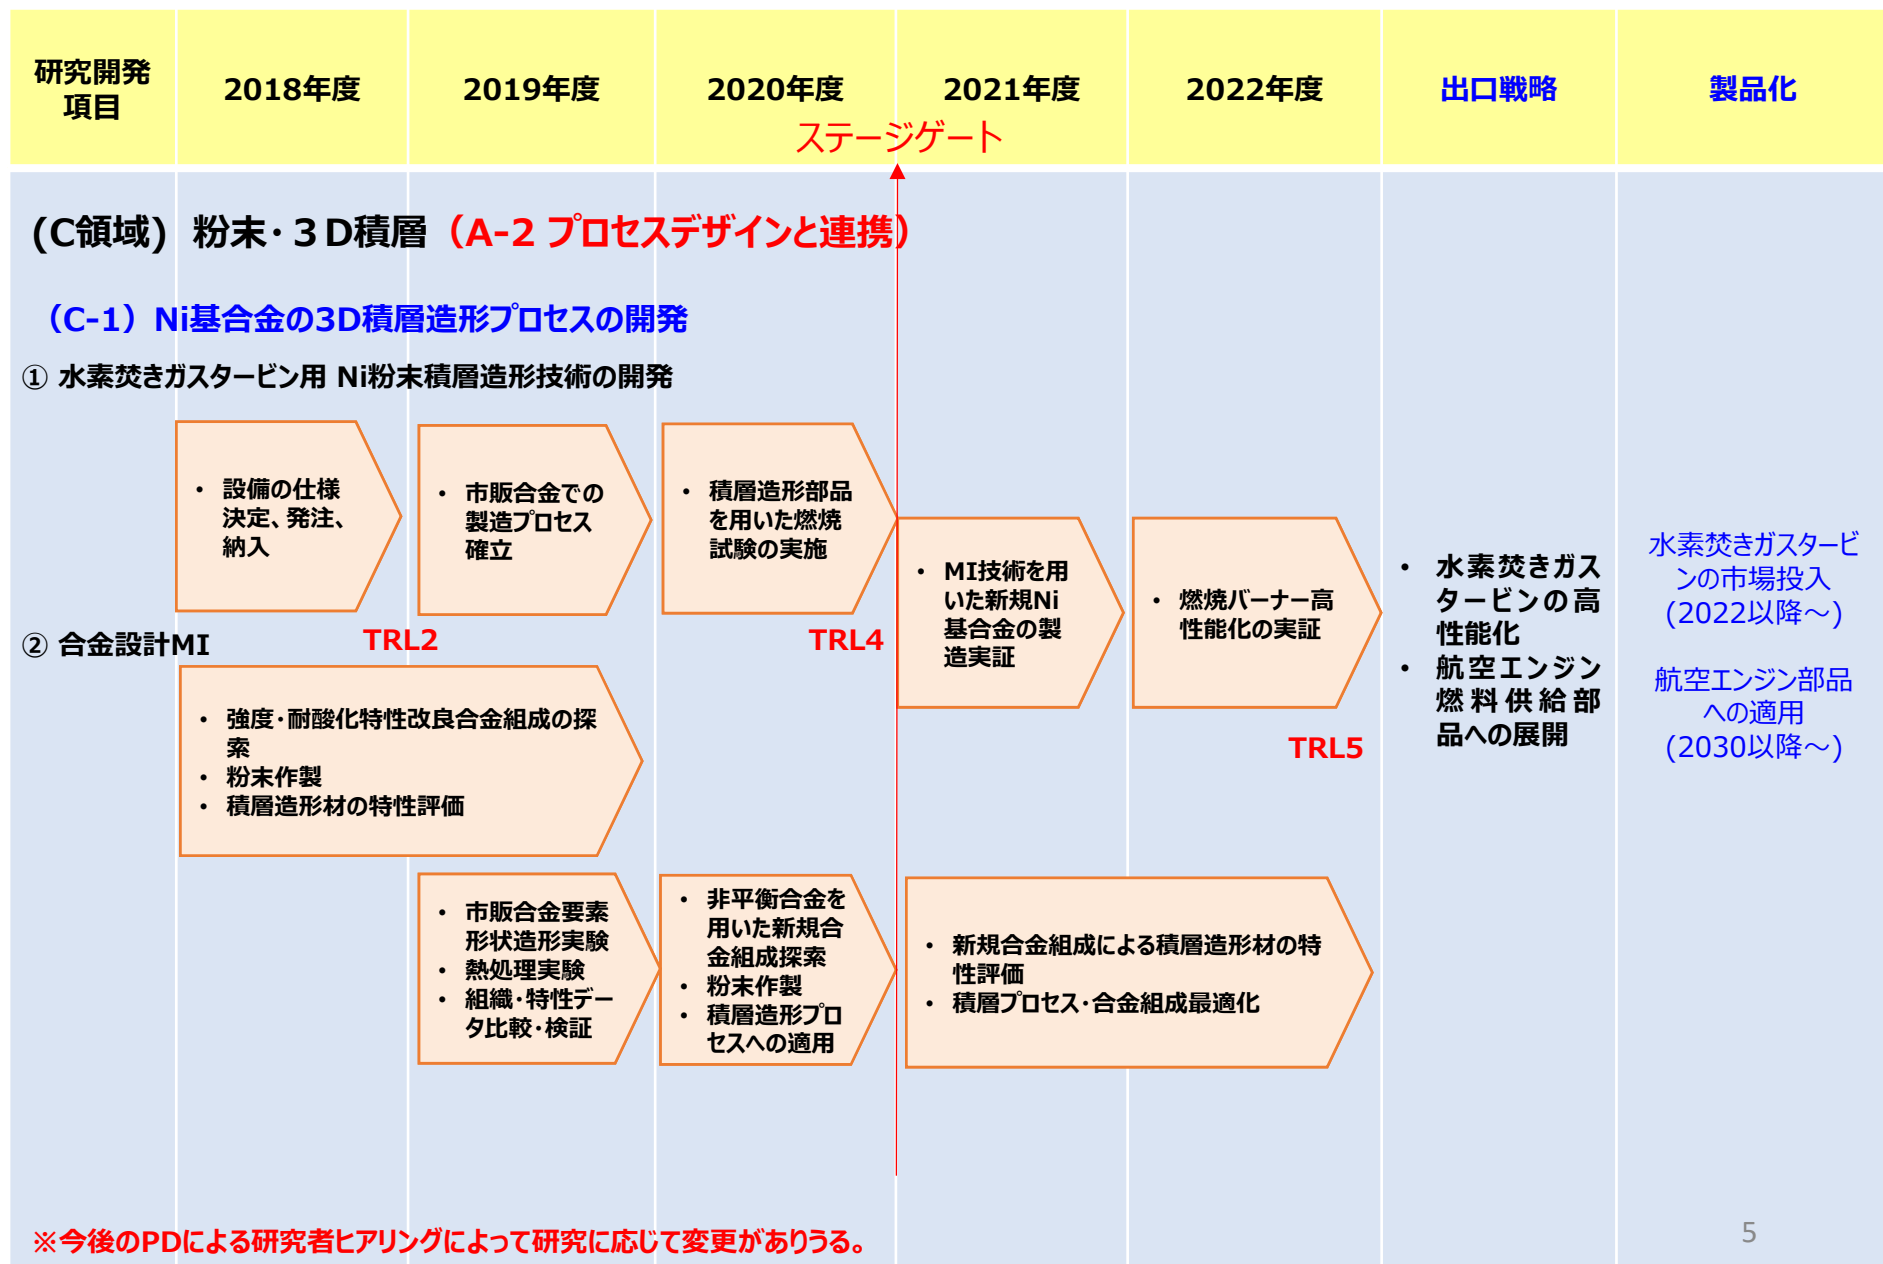 研究開発
項目
2018年度
2019年度
2020年度
2021年度
2022年度
出口戦略
製品化
ステージゲート
(C領域) 粉末・３D積層（A-2 プロセスデザインと連携）
（C-1）Ni基合金の3D積層造形プロセスの開発
① 水素焚きガスタービン用 Ni粉末積層造形技術の開発
• 設備の仕様
決定、発注、
納入
• 市販合金での
製造プロセス
確立
• 積層造形部品
を用いた燃焼
試験の実施
• MI技術を用
いた新規Ni
基合金の製
造実証
• 燃焼バーナー高
性能化の実証
• 水素焚きガス
タービンの高
性能化
• 航空エンジン
燃料供給部
品への展開
水素焚きガスタービ
ンの市場投入
(2022以降～)
航空エンジン部品
への適用
(2030以降～)
② 合金設計MI
TRL2
TRL4
TRL5
• 強度・耐酸化特性改良合金組成の探
索
• 粉末作製
• 積層造形材の特性評価
• 市販合金要素
形状造形実験
• 熱処理実験
• 組織・特性デー
タ比較・検証
• 非平衡合金を
用いた新規合
金組成探索
• 粉末作製
• 積層造形プロ
セスへの適用
• 新規合金組成による積層造形材の特
性評価
• 積層プロセス・合金組成最適化
※今後のPDによる研究者ヒアリングによって研究に応じて変更がありうる。
5